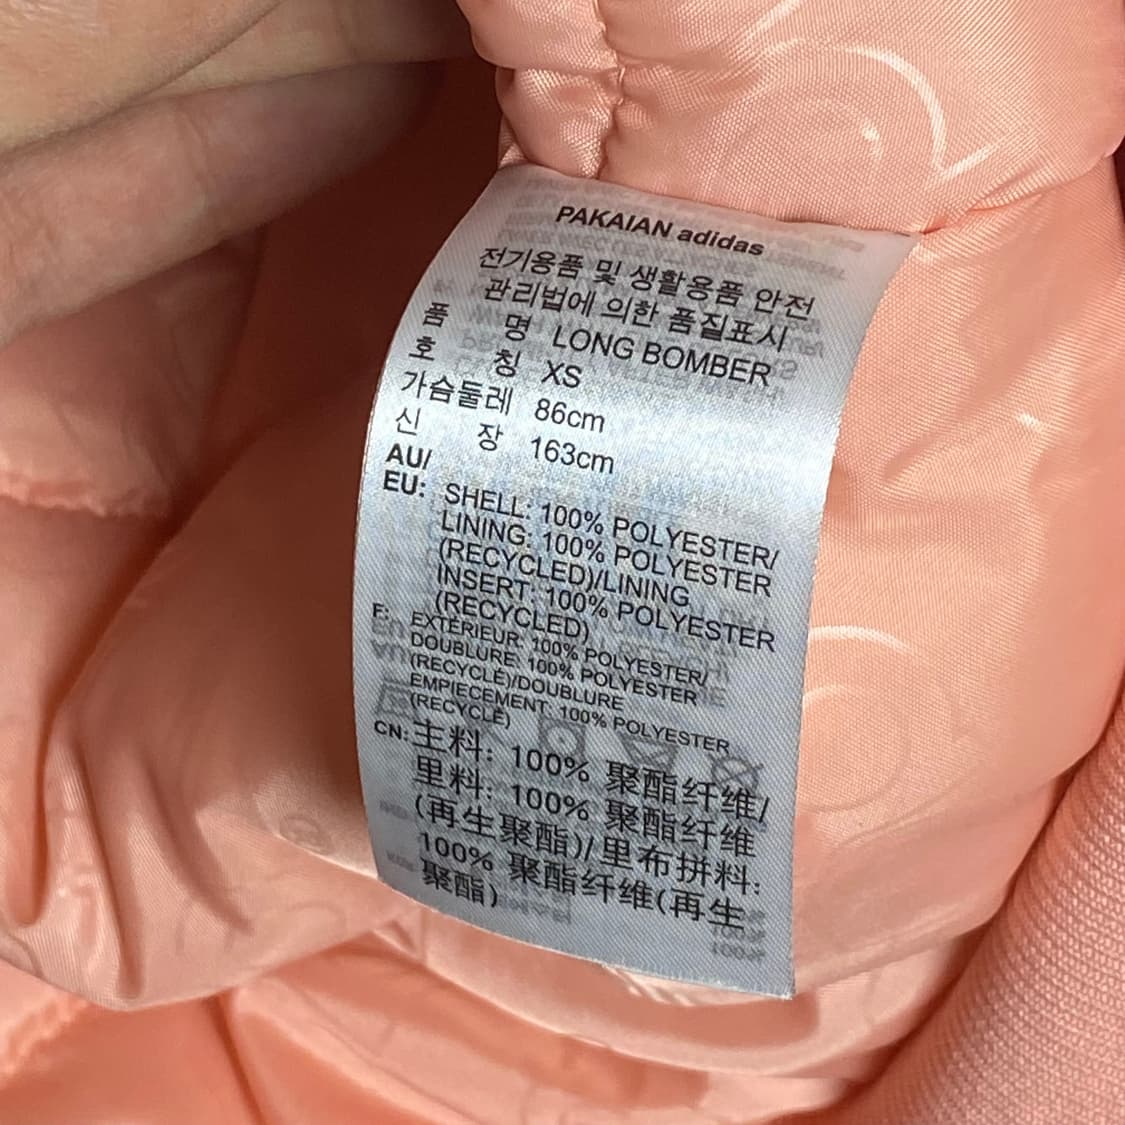 PAKAIAN adidas
전기용품 및 생활용품 안전
관리법에 의한 품질표시
품 명 LONG BOMBER
호 칭 XS
가슴둘레 86cm
신 장 163cm
AU/
EU: SHELL: 100% POLYESTER/
LINING: 100% POLYESTER
(RECYCLED)/LINING
INSERT: 100% POLYESTER
(RECYCLED)
F: EXTÉRIEUR: 100% POLYESTER/
DOUBLURE: 100% POLYESTER
(RECYCLÉ)/DOUBLURE
EMPIECEMENT: 100% POLYESTER
(RECYCLÉ)
CN: 主料: 100% 聚酯纤维/
里料: 100% 聚酯纤维
(再生聚酯)/里布拼料:
100% 聚酯纤维(再生
聚酯)